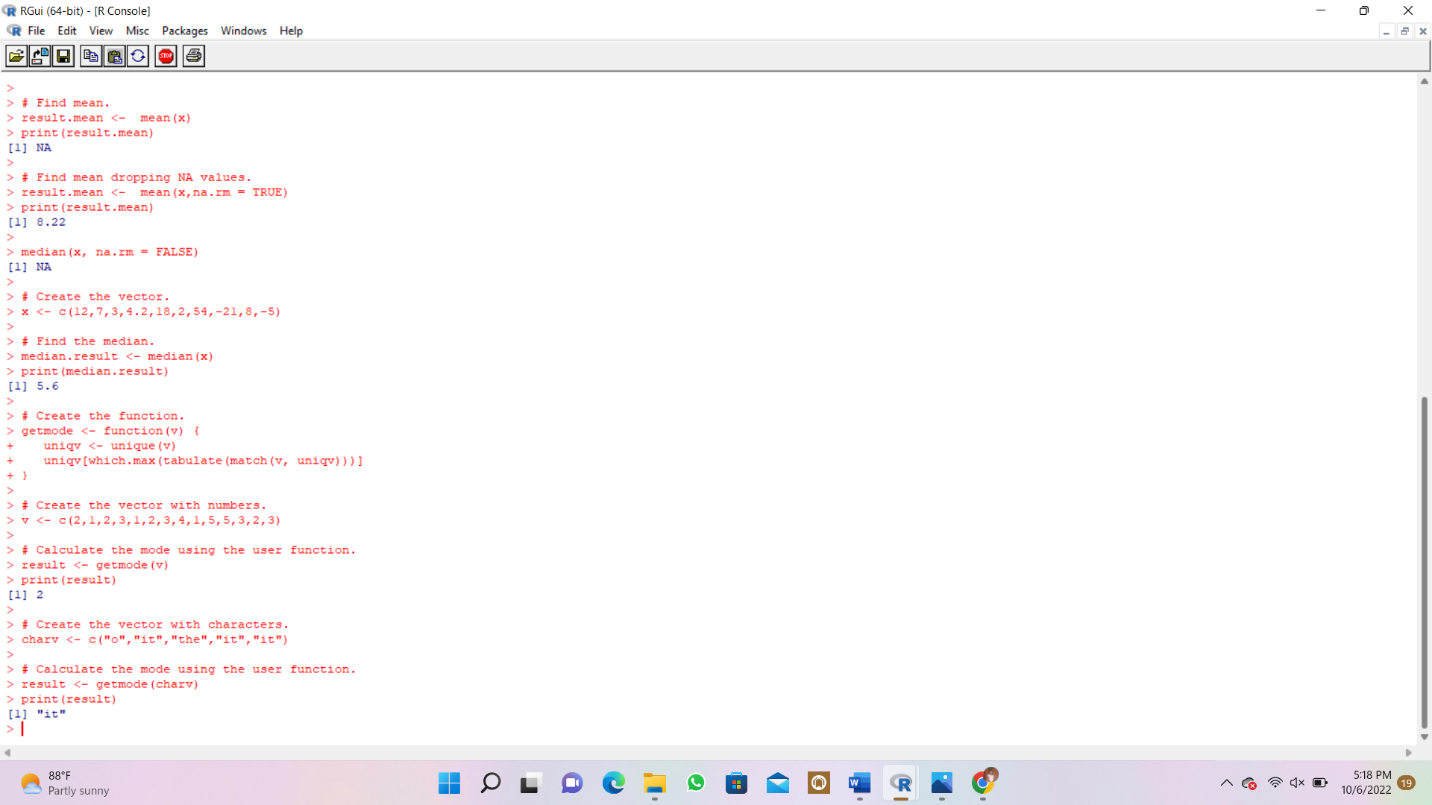 RGui (64-bit) - [R Console]
File Edit View Misc Packages Windows Help
STOP
>
> # Find mean.
> result.mean <-  mean(x)
> print(result.mean)
[1] NA
>
> # Find mean dropping NA values.
> result.mean <-  mean(x,na.rm = TRUE)
> print(result.mean)
[1] 8.22
>
> median(x, na.rm = FALSE)
[1] NA
>
> # Create the vector.
> x <- c(12,7,3,4.2,18,2,54,-21,8,-5)
>
> # Find the median.
> median.result <- median(x)
> print(median.result)
[1] 5.6
>
> # Create the function.
> getmode <- function(v) {
+    uniqv <- unique(v)
+    uniqv[which.max(tabulate(match(v, uniqv)))]
+ }
>
> # Create the vector with numbers.
> v <- c(2,1,2,3,1,2,3,4,1,5,5,3,2,3)
>
> # Calculate the mode using the user function.
> result <- getmode(v)
> print(result)
[1] 2
>
> # Create the vector with characters.
> charv <- c("o","it","the","it","it")
>
> # Calculate the mode using the user function.
> result <- getmode(charv)
> print(result)
[1] "it"
>
88°F
Partly sunny
5:18 PM
10/6/2022
19